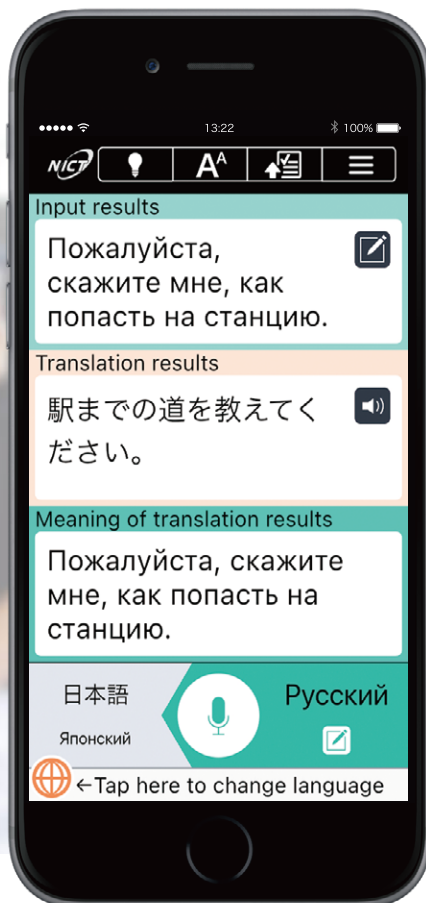 13:22
100%
NICT
AA
Input results
Пожалуйста,
скажите мне, как
попасть на станцию.
Translation results
駅までの道を教えてく
ださい。
Meaning of translation results
Пожалуйста, скажите
мне, как попасть на
станцию.
日本語
Русский
Японский
←Tap here to change language